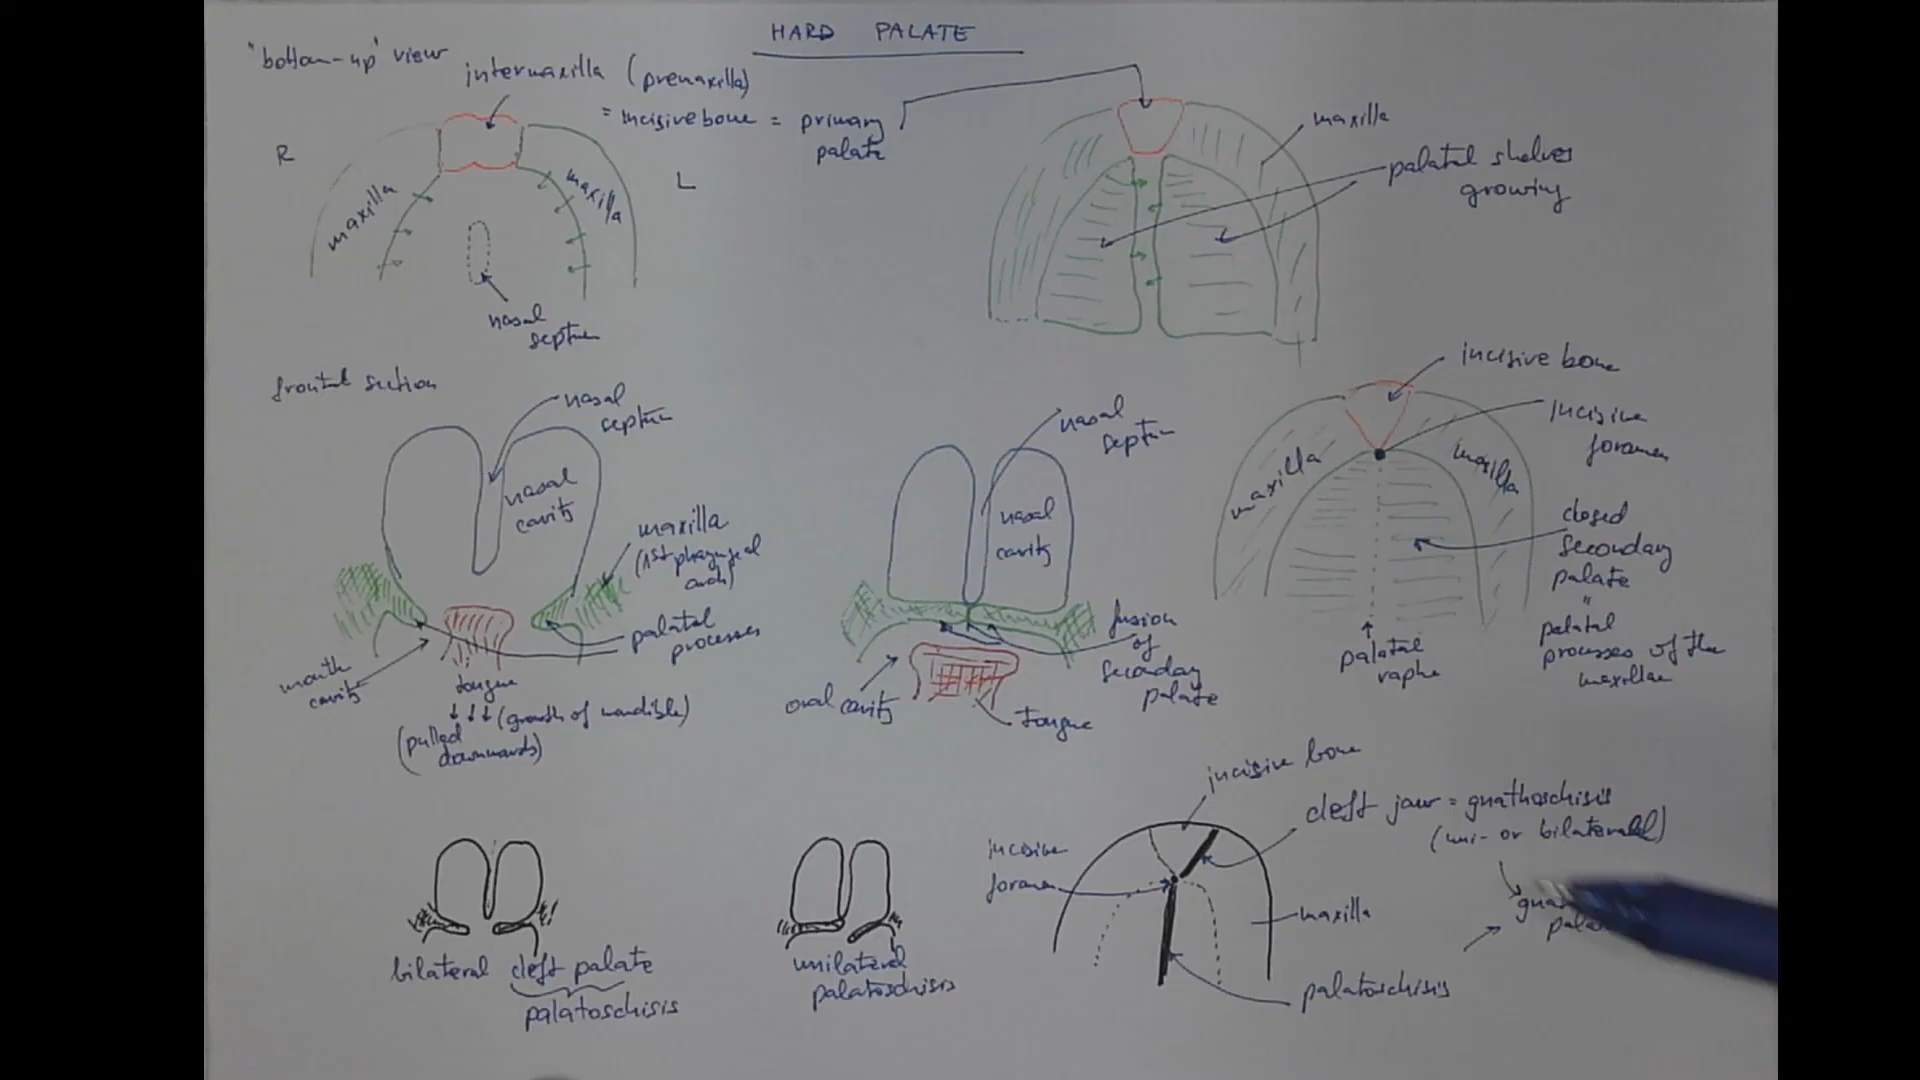 HARD PALATE
"bottom-up" view
intermaxilla (premaxilla)
= incisive bone = primary
palate
R
L
maxilla
maxilla
nasal
septum
maxilla
palatal shelves
growing
frontal section
nasal
septum
nasal
cavity
maxilla
(1st pharyngeal
arch)
palatal
processes
mouth
cavity
tongue
(growth of mandible)
(pulled
downwards)
nasal
septum
nasal
cavity
fusion
of
secondary
palate
oral cavity
tongue
incisive bone
incisive
foramen
maxilla
maxilla
closed
secondary
palate
"
palatal
processes of the
maxillae
palatal
raphe
bilateral cleft palate
palatoschisis
unilateral
palatoschisis
incisive bone
incisive
foramen
cleft jaw = gnathoschisis
(uni- or bilateral)
maxilla
palatoschisis